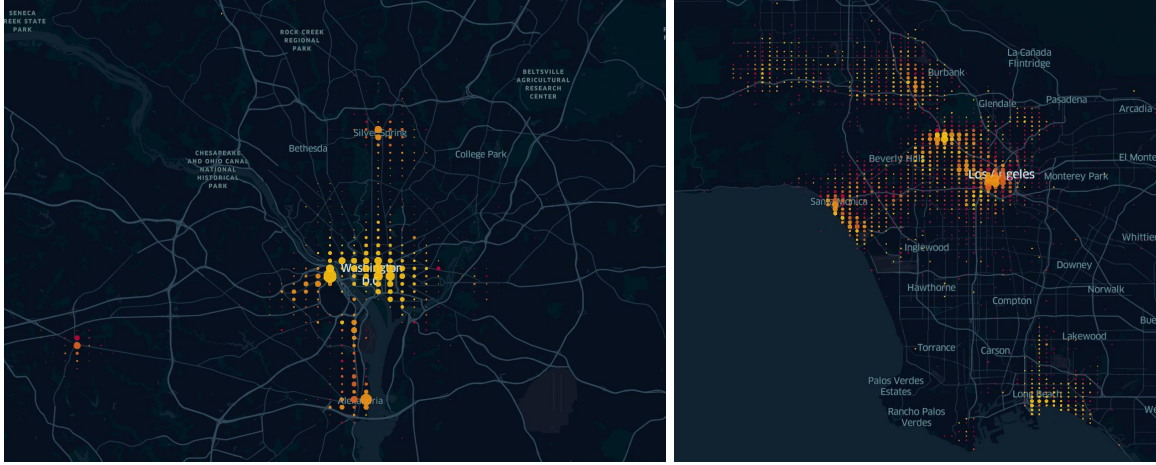 SENECA
CREEK STATE
PARK
ROCK CREEK
REGIONAL
PARK
BELTSVILLE
AGRICULTURAL
RESEARCH
CENTER
Silver Spring
Bethesda
College Park
CHESAPEAKE
AND OHIO CANAL
NATIONAL
HISTORICAL
PARK
Washington
D.C.
Alexandria
La Cañada
Flintridge
Burbank
Glendale
Pasadena
Arcadia
Beverly Hills
Los Angeles
Monterey Park
El Monte
Santa Monica
Inglewood
Whittier
Downey
Hawthorne
Norwalk
Compton
Torrance
Carson
Lakewood
Palos Verdes
Estates
Long Beach
Rancho Palos
Verdes